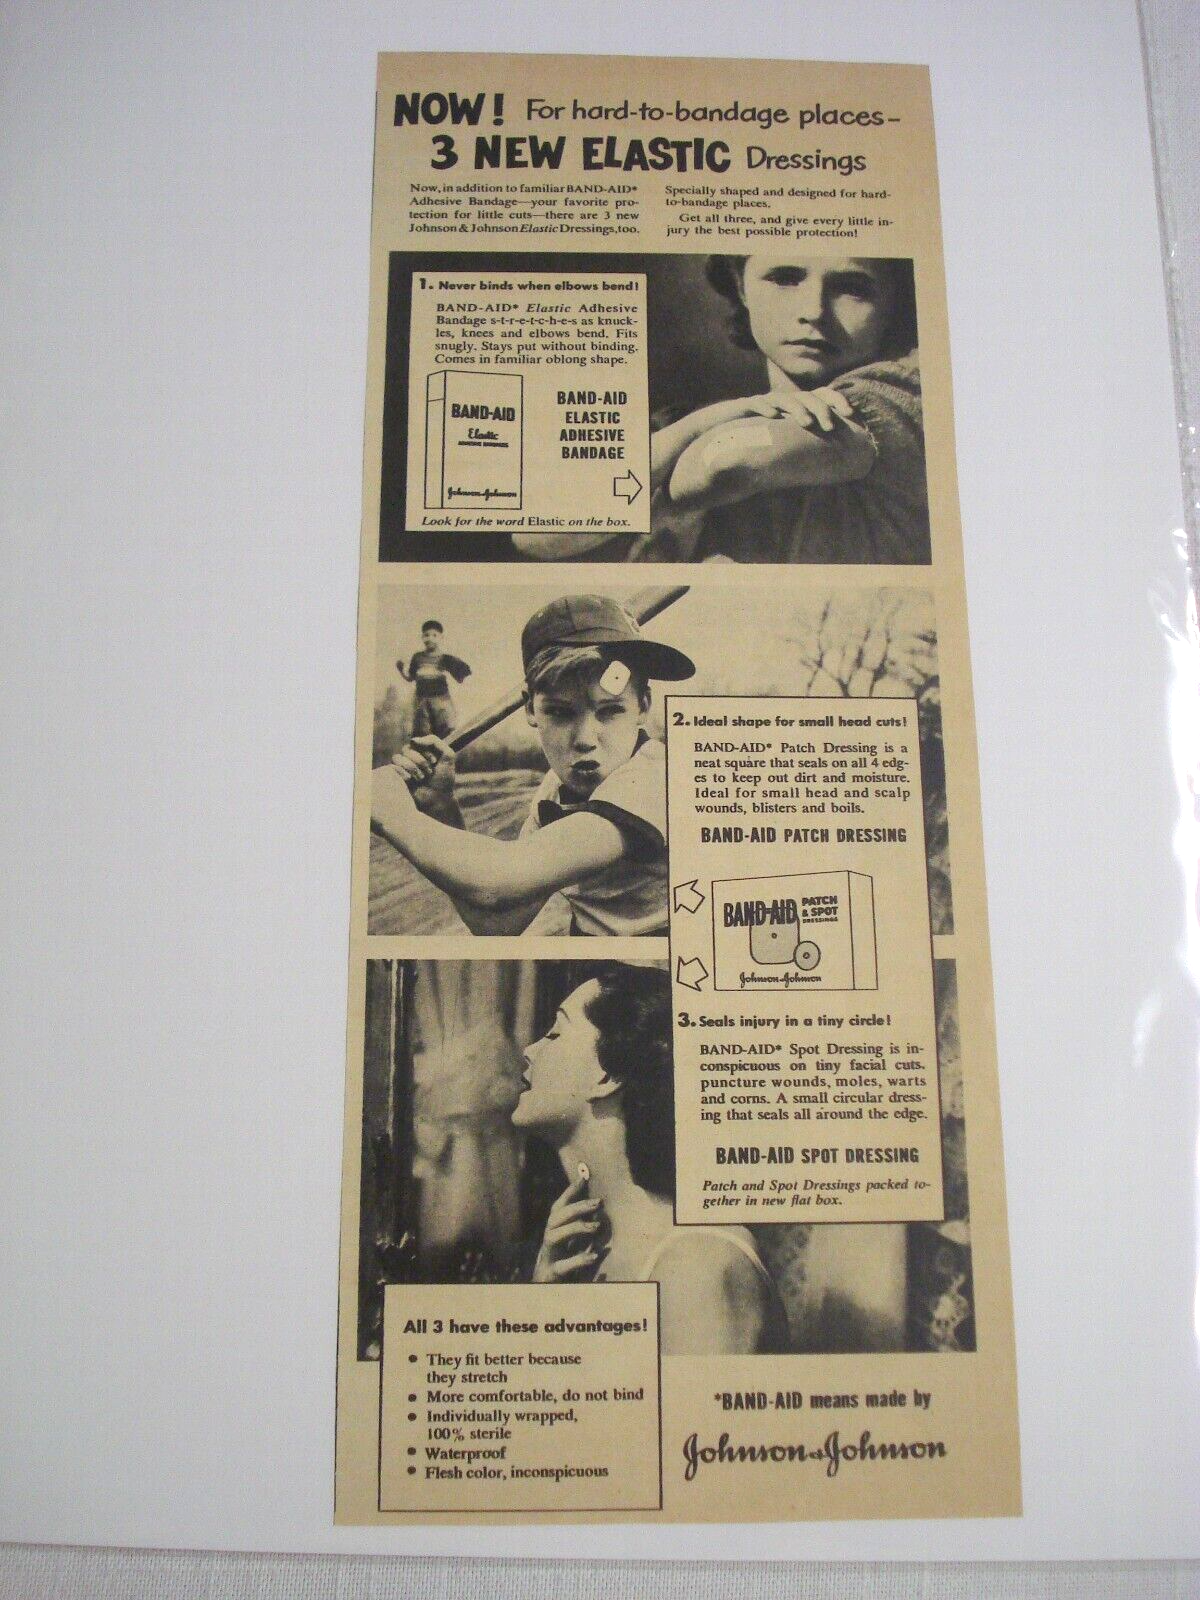 NOW! For hard-to-bandage places–
3 NEW ELASTIC Dressings
Now, in addition to familiar BAND-AID*
Adhesive Bandage—your favorite pro-
tection for little cuts—there are 3 new
Johnson & Johnson Elastic Dressings, too.
Specially shaped and designed for hard-
to-bandage places.
Get all three, and give every little in-
jury the best possible protection!
1. Never binds when elbows bend!
BAND-AID* Elastic Adhesive
Bandage s-t-r-e-t-c-h-e-s as knuck-
les, knees and elbows bend. Fits
snugly. Stays put without binding.
Comes in familiar oblong shape.
BAND-AID
Elastic
ADHESIVE BANDAGES
Johnson & Johnson
BAND-AID
ELASTIC
ADHESIVE
BANDAGE
Look for the word Elastic on the box.
2. Ideal shape for small head cuts!
BAND-AID* Patch Dressing is a
neat square that seals on all 4 edg-
es to keep out dirt and moisture.
Ideal for small head and scalp
wounds, blisters and boils.
BAND-AID PATCH DRESSING
BAND-AID PATCH
& SPOT
DRESSINGS
Johnson & Johnson
3. Seals injury in a tiny circle!
BAND-AID* Spot Dressing is in-
conspicuous on tiny facial cuts,
puncture wounds, moles, warts
and corns. A small circular dress-
ing that seals all around the edge.
BAND-AID SPOT DRESSING
Patch and Spot Dressings packed to-
gether in new flat box.
All 3 have these advantages!
• They fit better because
they stretch
• More comfortable, do not bind
• Individually wrapped,
100% sterile
• Waterproof
• Flesh color, inconspicuous
*BAND-AID means made by
Johnson & Johnson